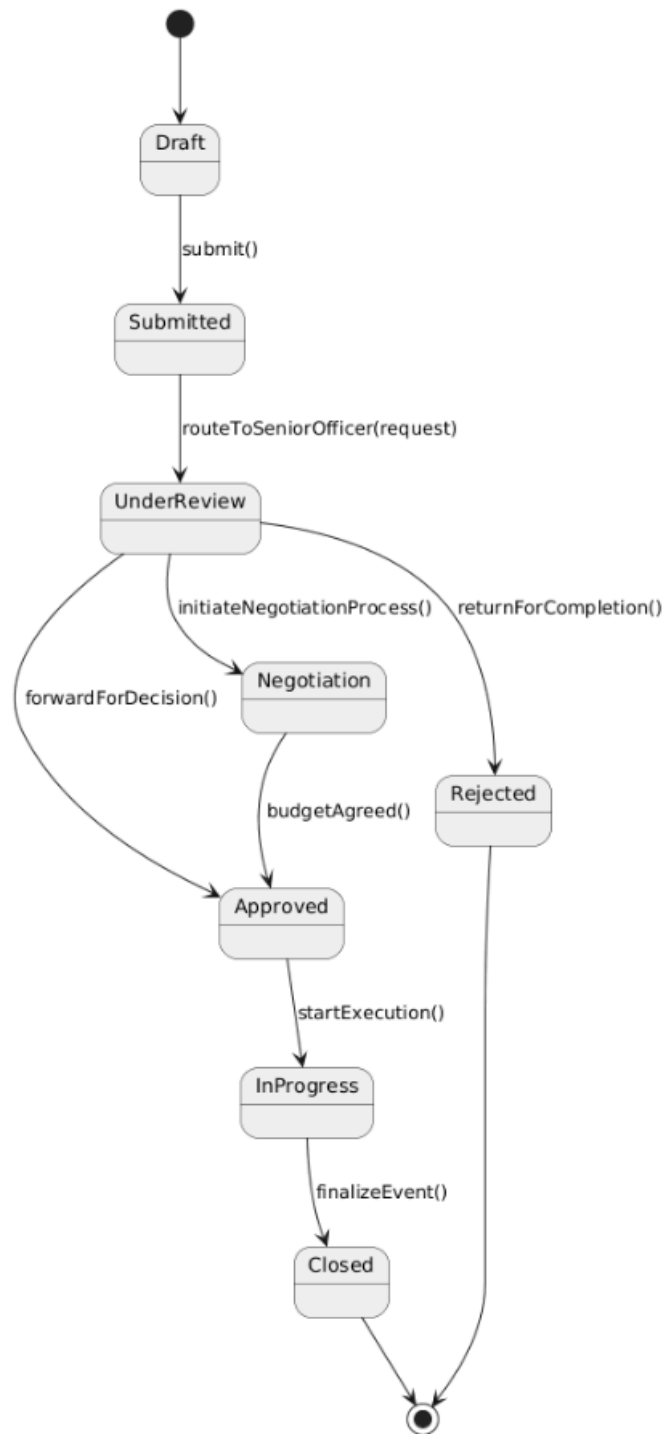 Draft
submit()
Submitted
routeToSeniorOfficer(request)
UnderReview
initiateNegotiationProcess()
returnForCompletion()
Negotiation
forwardForDecision()
Rejected
budgetAgreed()
Approved
startExecution()
InProgress
finalizeEvent()
Closed